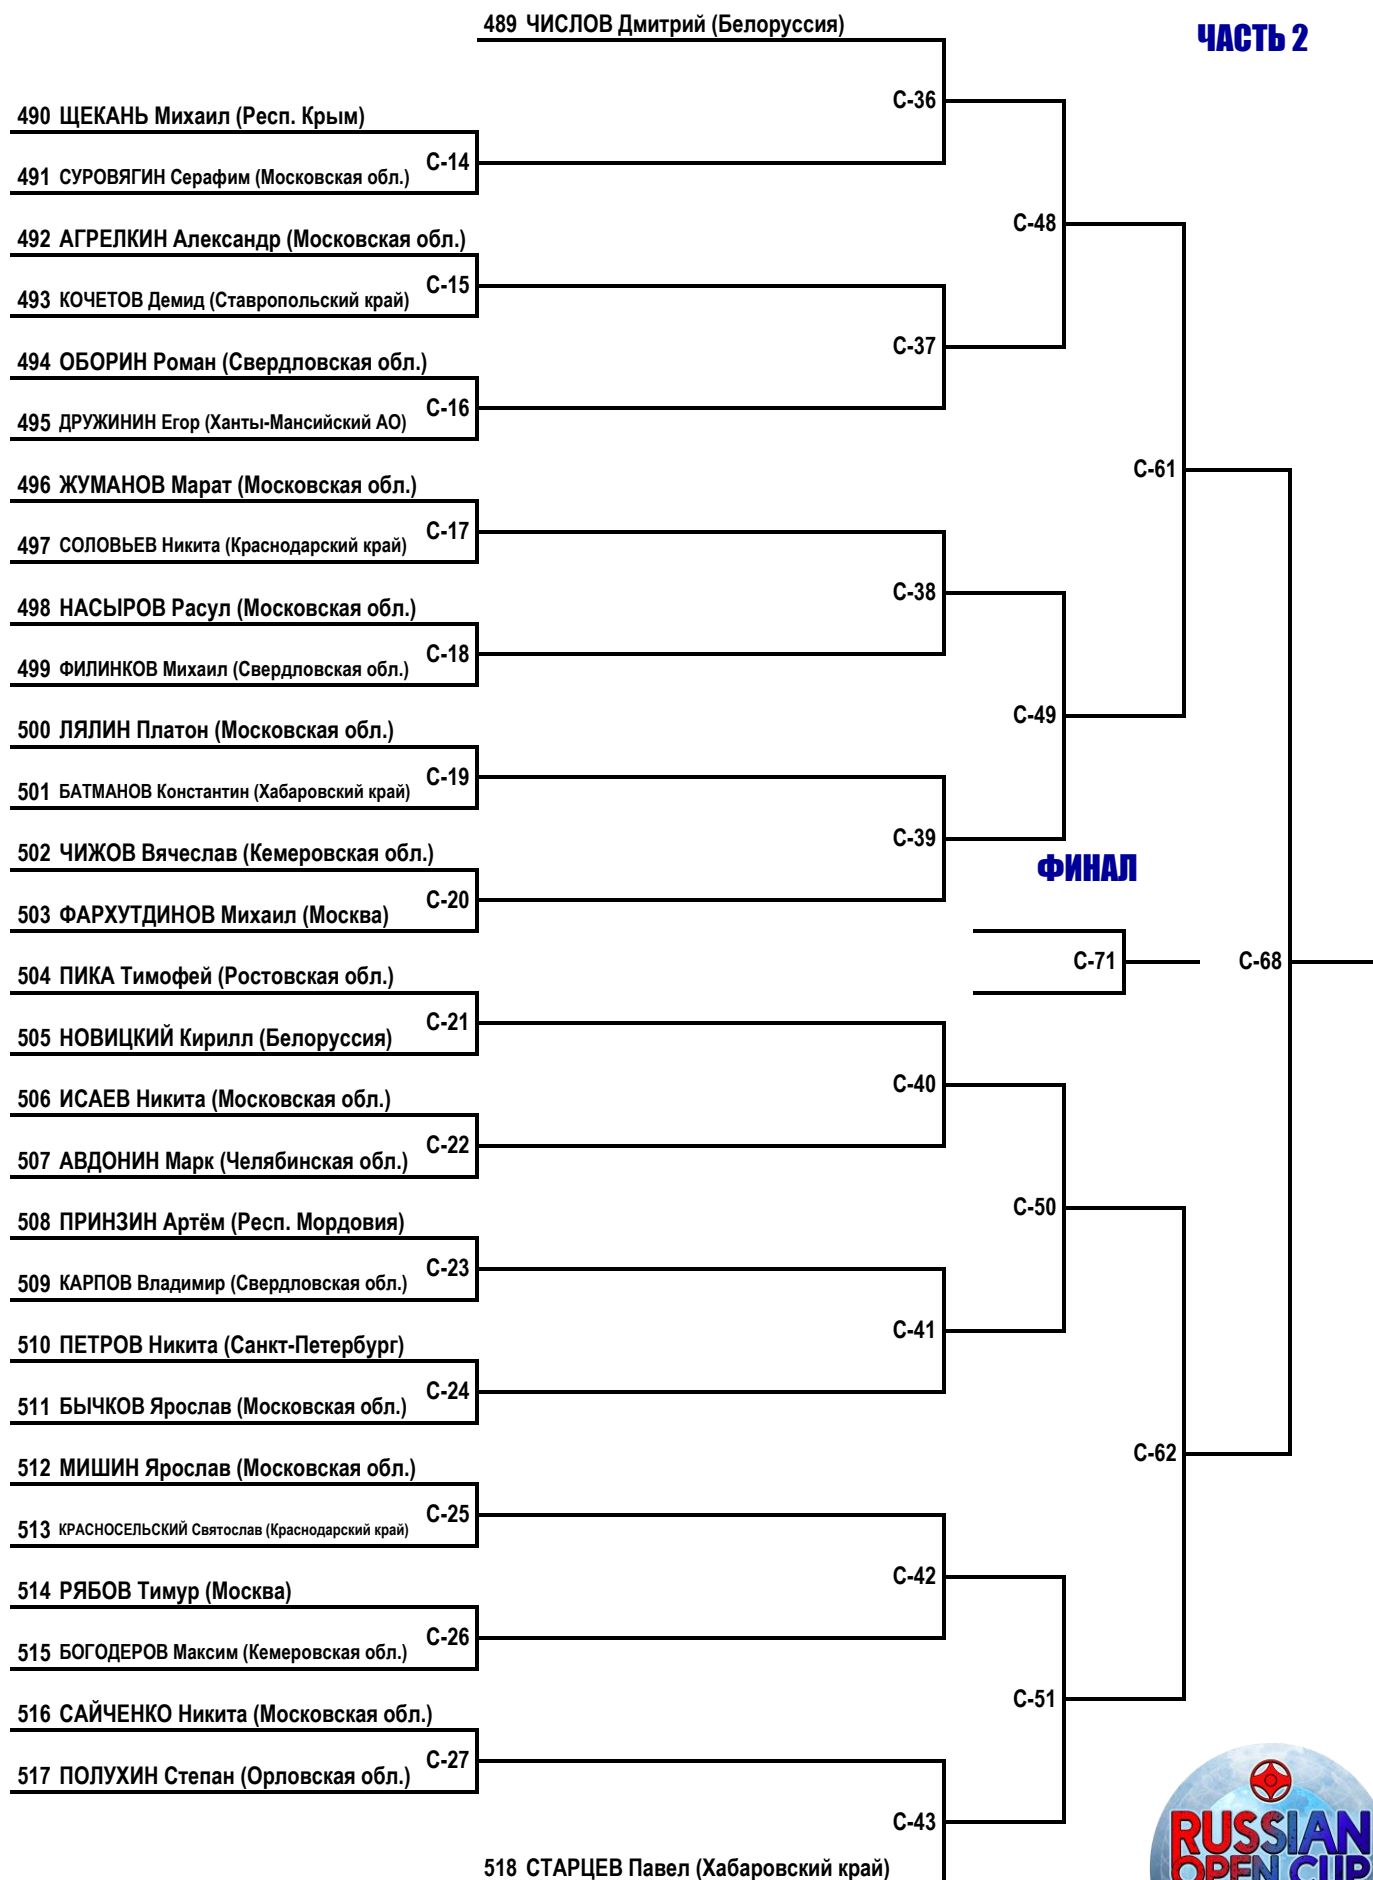 489 ЧИСЛОВ Дмитрий (Белоруссия)
ЧАСТЬ 2
С-36
490 ЩЕКАНЬ Михаил (Респ. Крым)
С-14
491 СУРОВЯГИН Серафим (Московская обл.)
С-48
492 АГРЕЛКИН Александр (Московская обл.)
С-15
493 КОЧЕТОВ Демид (Ставропольский край)
С-37
494 ОБОРИН Роман (Свердловская обл.)
С-16
495 ДРУЖИНИН Егор (Ханты-Мансийский АО)
С-61
496 ЖУМАНОВ Марат (Московская обл.)
С-17
497 СОЛОВЬЕВ Никита (Краснодарский край)
С-38
498 НАСЫРОВ Расул (Московская обл.)
С-18
499 ФИЛИНКОВ Михаил (Свердловская обл.)
С-49
500 ЛЯЛИН Платон (Московская обл.)
С-19
501 БАТМАНОВ Константин (Хабаровский край)
С-39
502 ЧИЖОВ Вячеслав (Кемеровская обл.)
ФИНАЛ
С-20
503 ФАРХУТДИНОВ Михаил (Москва)
С-71
С-68
504 ПИКА Тимофей (Ростовская обл.)
С-21
505 НОВИЦКИЙ Кирилл (Белоруссия)
С-40
506 ИСАЕВ Никита (Московская обл.)
С-22
507 АВДОНИН Марк (Челябинская обл.)
С-50
508 ПРИНЗИН Артём (Респ. Мордовия)
С-23
509 КАРПОВ Владимир (Свердловская обл.)
С-41
510 ПЕТРОВ Никита (Санкт-Петербург)
С-24
511 БЫЧКОВ Ярослав (Московская обл.)
С-62
512 МИШИН Ярослав (Московская обл.)
С-25
513 КРАСНОСЕЛЬСКИЙ Святослав (Краснодарский край)
С-42
514 РЯБОВ Тимур (Москва)
С-26
515 БОГОДЕРОВ Максим (Кемеровская обл.)
С-51
516 САЙЧЕНКО Никита (Московская обл.)
С-27
517 ПОЛУХИН Степан (Орловская обл.)
С-43
RUSSIAN
OPEN CUP
518 СТАРЦЕВ Павел (Хабаровский край)